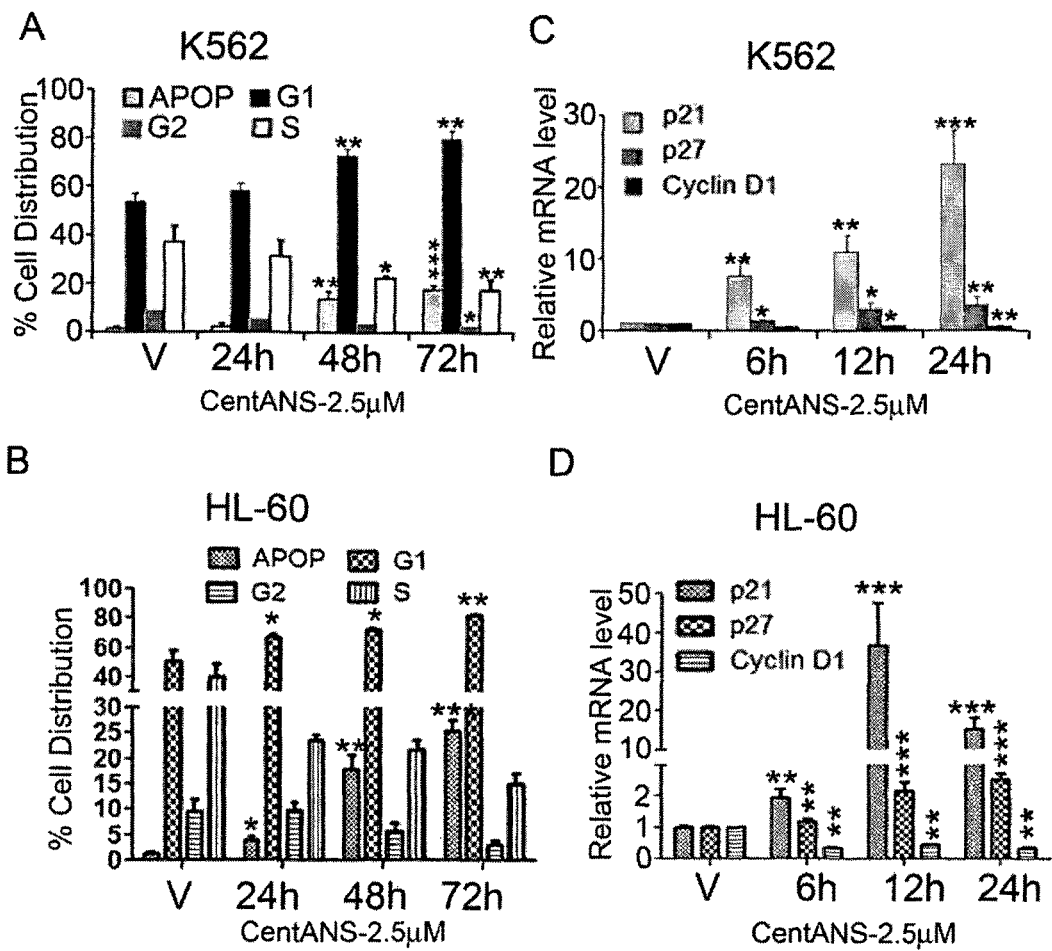 A
K562
% Cell Distribution
100
80
60
40
20
0
APOP G1
G2 S
** **
** * *** * **
V 24h 48h 72h
CentANS-2.5µM
C
K562
Relative mRNA level
30
20
10
0
p21
p27
Cyclin D1
** * ** * * *** ** **
V 6h 12h 24h
CentANS-2.5µM
B
HL-60
% Cell Distribution
APOP G1
G2 S
100
80
60
40
30
25
20
15
10
5
0
* * **
* ** ***
V 24h 48h 72h
CentANS-2.5µM
D
HL-60
Relative mRNA level
p21
p27
Cyclin D1
50
40
30
20
10
2
1
0
** ** ** *** *** ** *** *** **
V 6h 12h 24h
CentANS-2.5µM